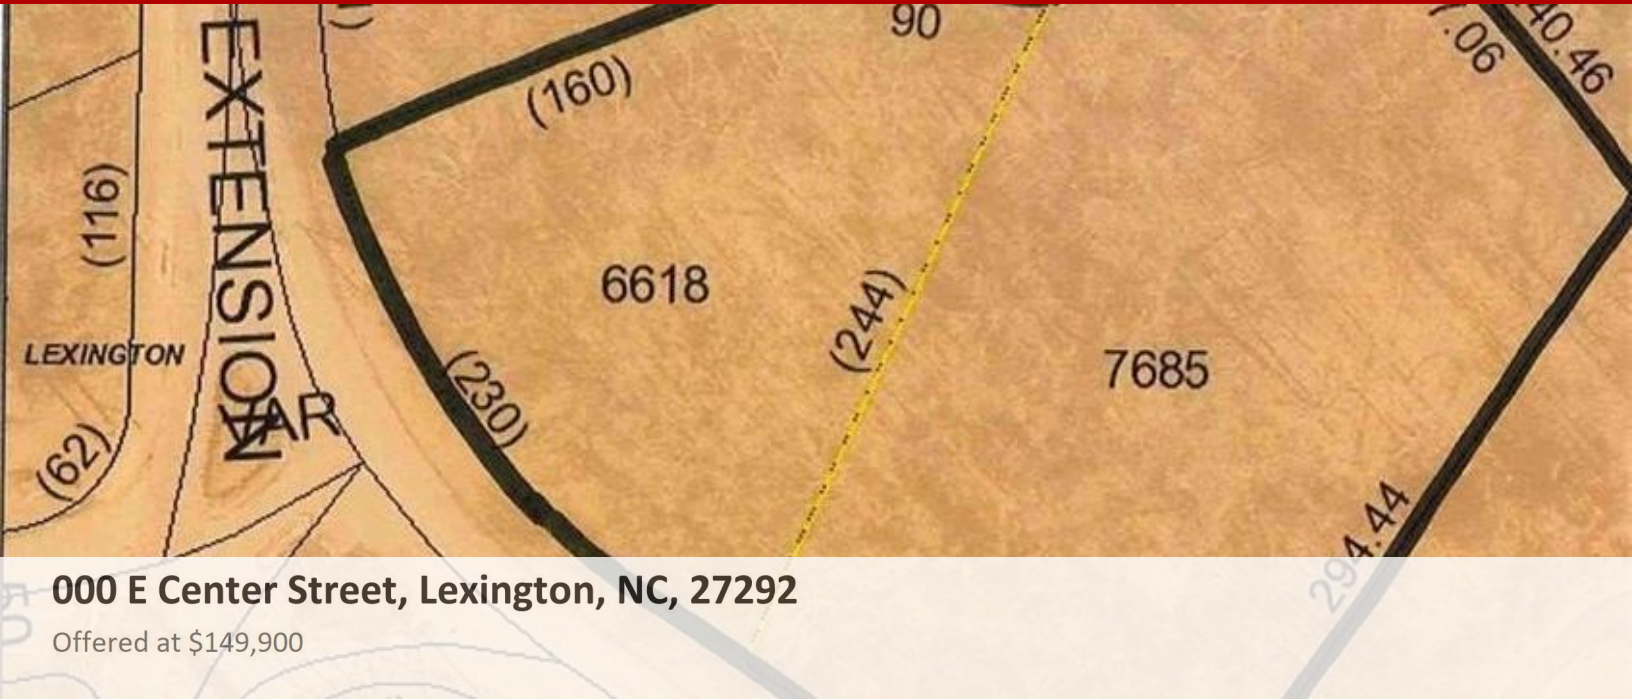 90
(160)
EXTENSION
(116)
6618
(244)
7685
LEXINGTON
(230)
(62)
294.44
000 E Center Street, Lexington, NC, 27292
Offered at $149,900